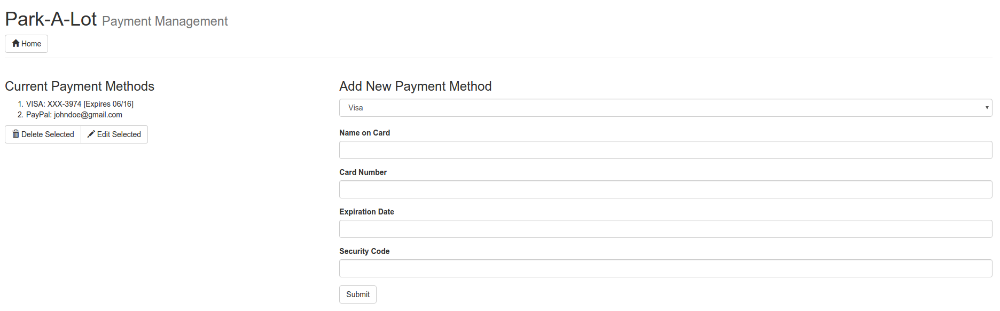 Park-A-Lot Payment Management
Home
Current Payment Methods
1. VISA: XXX-3974 [Expires 06/16]
2. PayPal: johndoe@gmail.com
Delete Selected Edit Selected
Add New Payment Method
Visa
Name on Card
Card Number
Expiration Date
Security Code
Submit